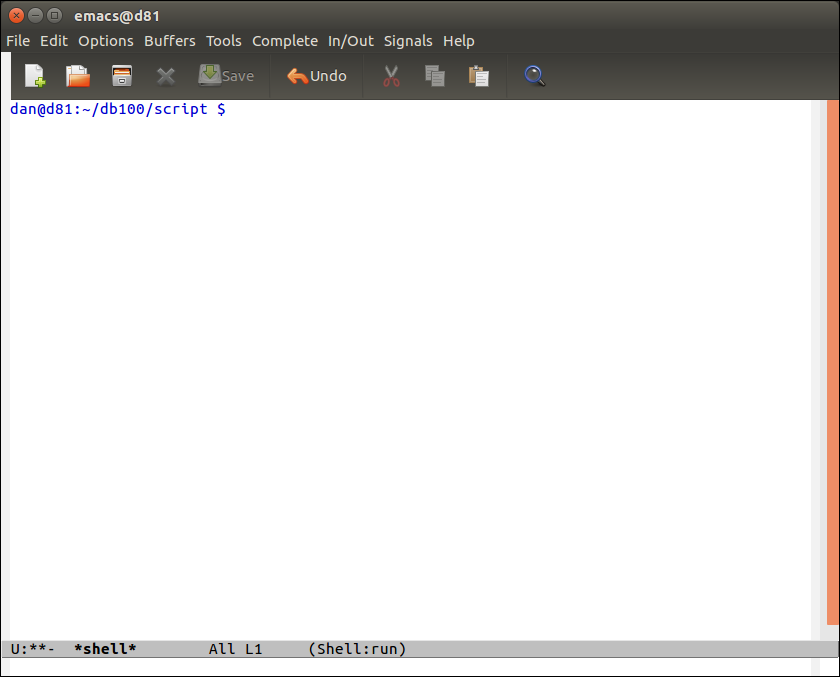 emacs@d81
File Edit Options Buffers Tools Complete In/Out Signals Help
Save Undo
dan@d81:~/db100/script $
U:**-  *shell*        All L1     (Shell:run)